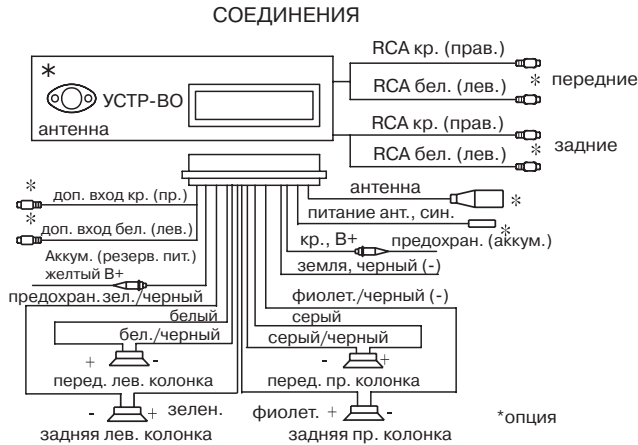 СОЕДИНЕНИЯ
RCA кр. (прав.)
*
RCA бел. (лев.)
* передние
УСТР-ВО
антенна
RCA кр. (прав.)
RCA бел. (лев.)
* задние
*
доп. вход кр. (пр.)
*
доп. вход бел. (лев.)
антенна
*
питание ант., син.
*
кр., В+
предохран. (аккум.)
земля, черный (-)
Аккум. (резерв. пит.)
желтый В+
предохран.
зел./черный
белый
бел./черный
фиолет./черный (-)
серый
серый/черный
+ -
- +
перед. лев. колонка
перед. пр. колонка
- + зелен.
фиолет. + -
задняя лев. колонка
задняя пр. колонка
*опция